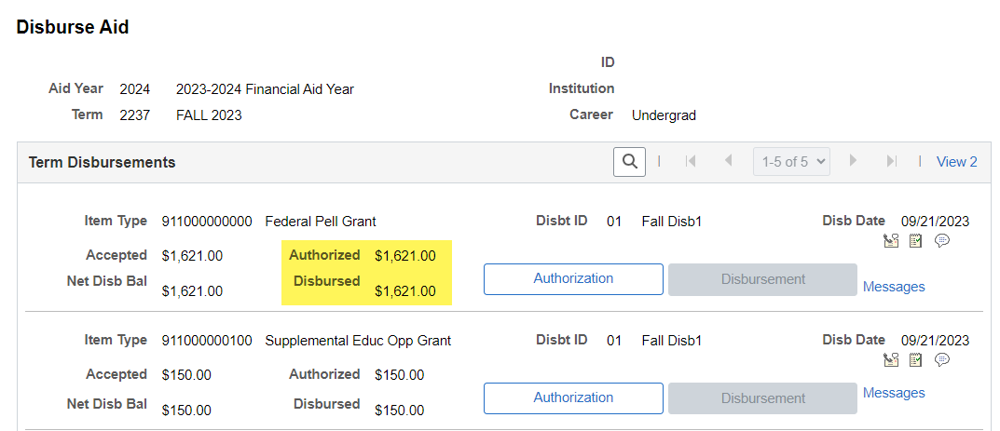 Disburse Aid
ID
Aid Year 2024 2023-2024 Financial Aid Year Institution
Term 2237 FALL 2023 Career Undergrad
Term Disbursements 1-5 of 5 View 2
Item Type 911000000000 Federal Pell Grant Disbt ID 01 Fall Disb1 Disb Date 09/21/2023
Accepted $1,621.00 Authorized $1,621.00
Net Disb Bal $1,621.00 Disbursed $1,621.00 Authorization Disbursement Messages
Item Type 911000000100 Supplemental Educ Opp Grant Disbt ID 01 Fall Disb1 Disb Date 09/21/2023
Accepted $150.00 Authorized $150.00
Net Disb Bal $150.00 Disbursed $150.00 Authorization Disbursement Messages